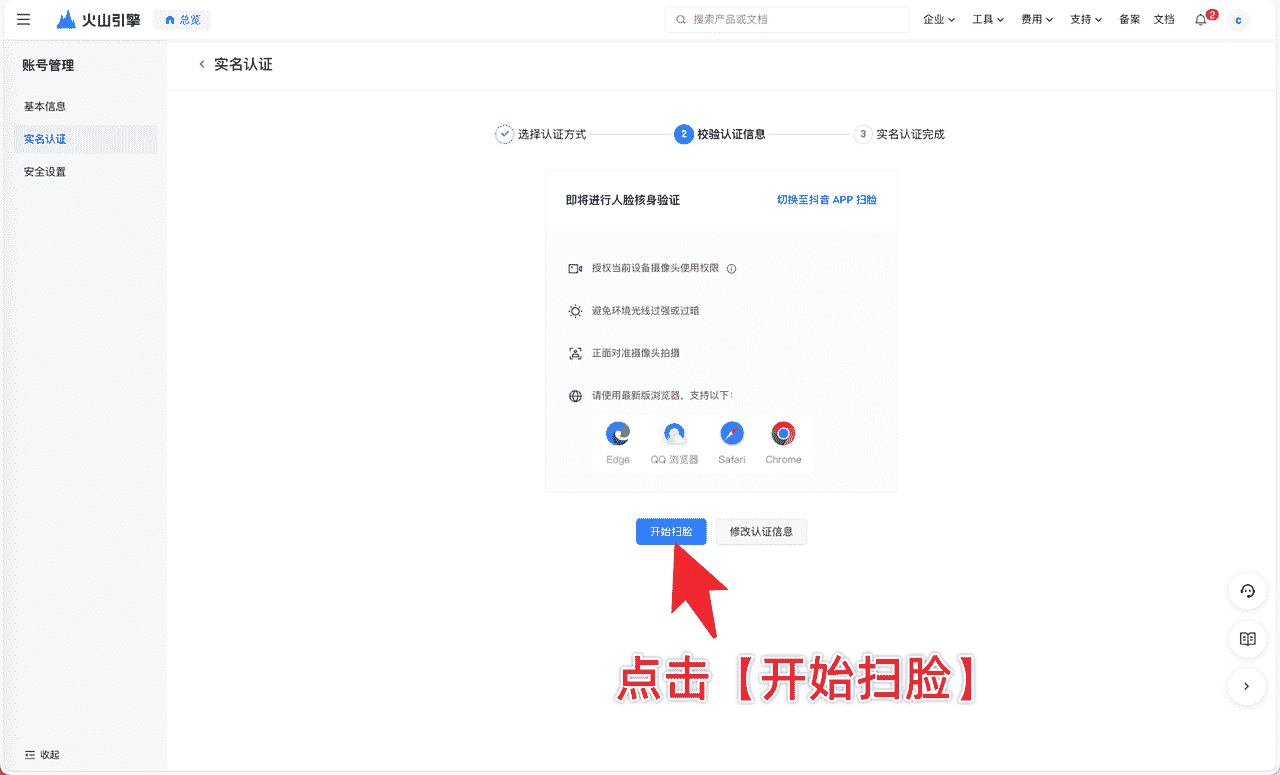 火山引擎
总览
搜索产品或文档
企业
工具
费用
支持
备案
文档
2
c
账号管理
基本信息
实名认证
安全设置
收起
实名认证
选择认证方式
2 校验认证信息
3 实名认证完成
即将进行人脸核身验证
切换至抖音 APP 扫脸
授权当前设备摄像头使用权限
避免环境光线过强或过暗
正面对准摄像头拍摄
请使用最新版浏览器，支持以下：
Edge
QQ 浏览器
Safari
Chrome
开始扫脸
修改认证信息
点击【开始扫脸】